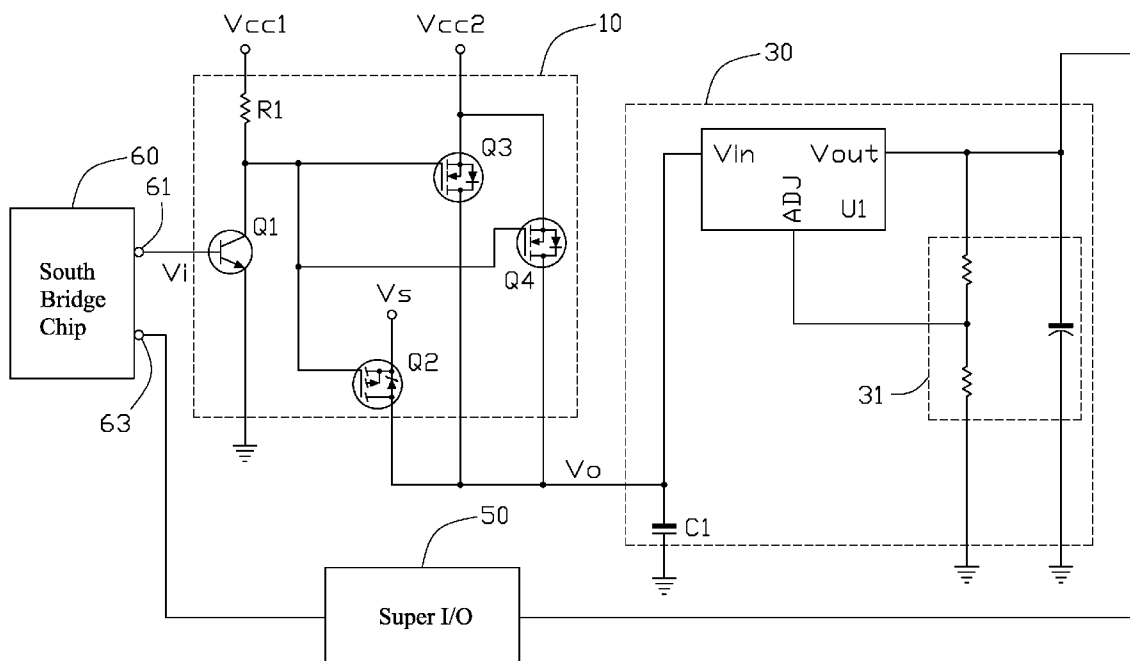 Vcc1
Vcc2
10
30
R1
Q3
60
61
Vin
Vout
ADJ
U1
Q1
Vi
South
Bridge
Chip
Q4
Vs
Q2
63
31
Vo
C1
50
Super I/O